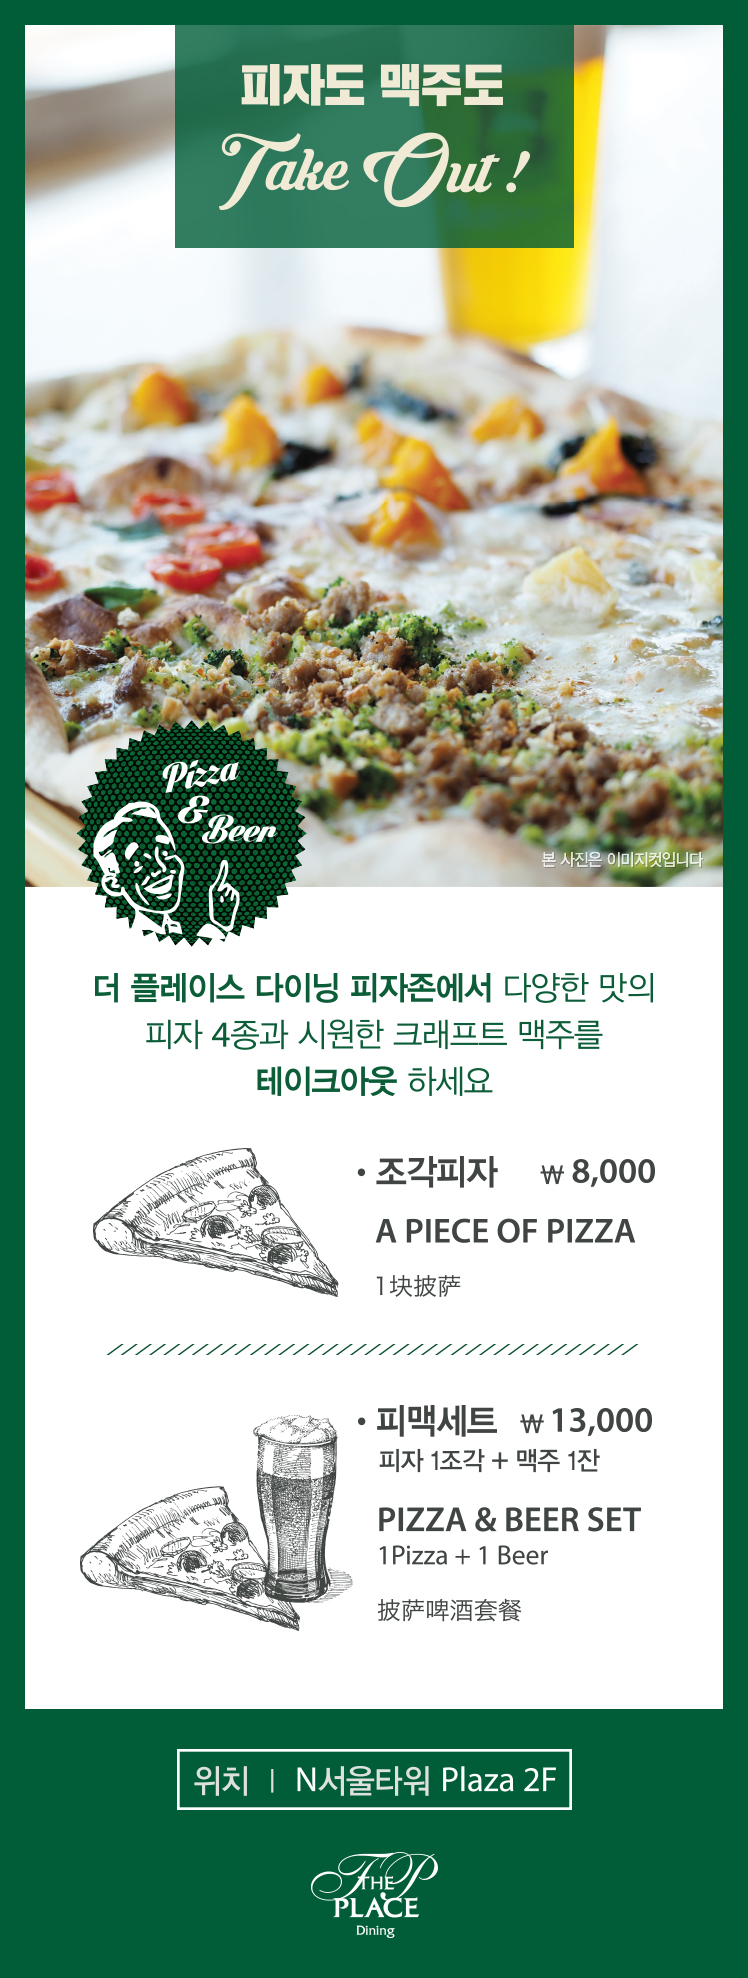 피자도 맥주도
Take Out !
Pizza
&
Beer
본 사진은 이미지컷입니다
더 플레이스 다이닝 피자존에서 다양한 맛의
피자 4종과 시원한 크래프트 맥주를
테이크아웃 하세요
• 조각피자 ₩ 8,000
A PIECE OF PIZZA
1块披萨
• 피맥세트 ₩ 13,000
피자 1조각 + 맥주 1잔
PIZZA & BEER SET
1Pizza + 1 Beer
披萨啤酒套餐
위치 | N서울타워 Plaza 2F
TP
THE
PLACE
Dining